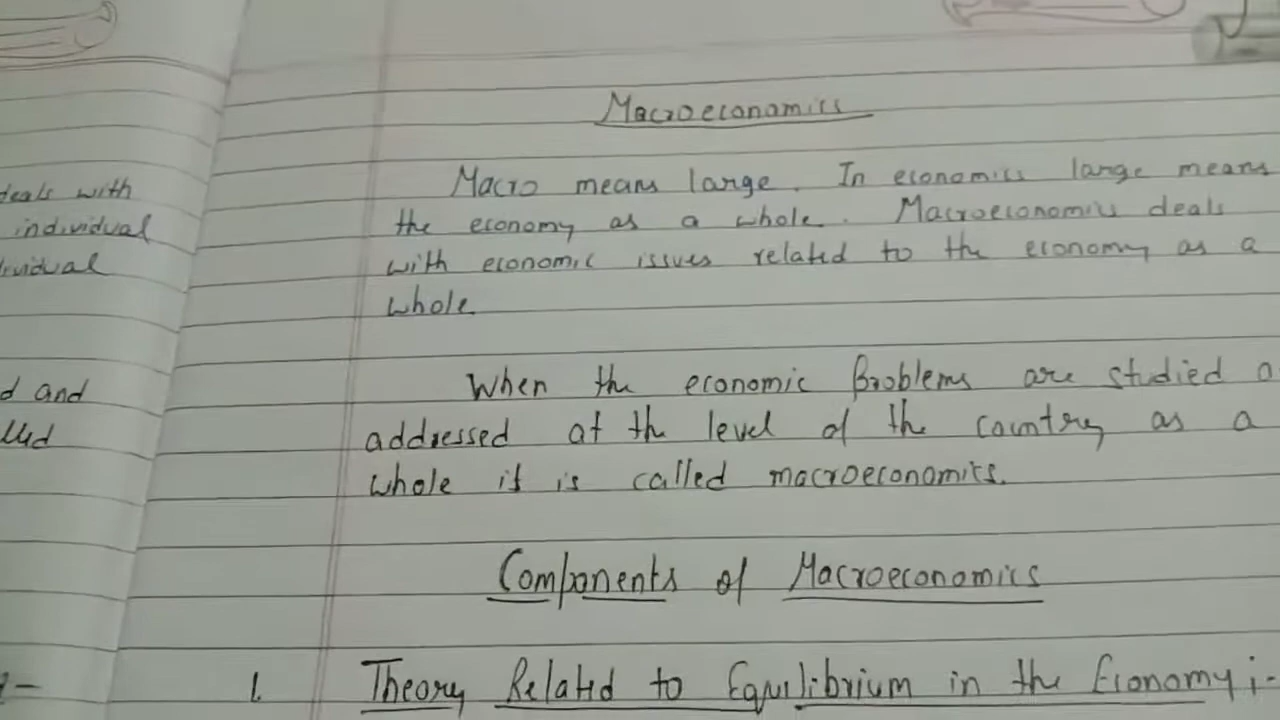 deals with
individual
d and
Macroeconomics
Macro means large. In economics large means
the economy as a whole. Macroeconomics deals
with economic issues related to the economy as a
whole.
When the economic problems are studied
addressed at the level of the country as a
whole it is called macroeconomics.
Components of Macroeconomics
1. Theory Related to Equilibrium in the Economy :-